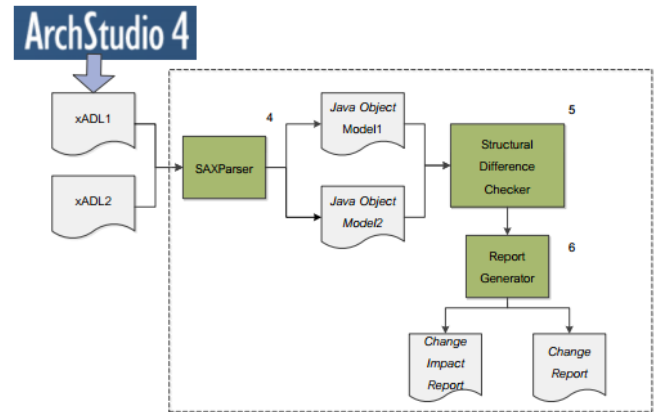 ArchStudio 4
xADL1
xADL2
4
SAXParser
Java Object
Model1
Java Object
Model2
5
Structural
Difference
Checker
6
Report
Generator
Change
Impact
Report
Change
Report